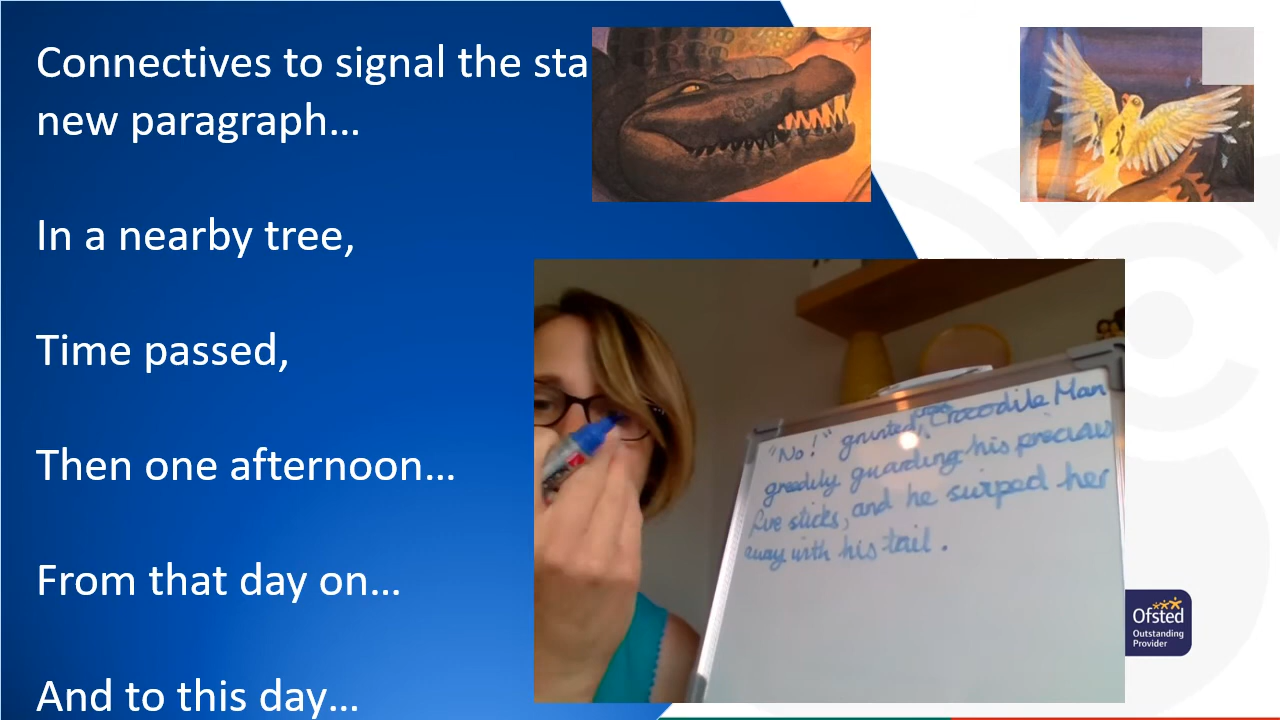 Connectives to signal the sta
new paragraph...
In a nearby tree,
Time passed,
Then one afternoon...
From that day on...
And to this day...
"No!" grunted Crocodile Man
greedily guarding his precious
fire sticks, and he swiped her
away with his tail.
Ofsted
Outstanding
Provider